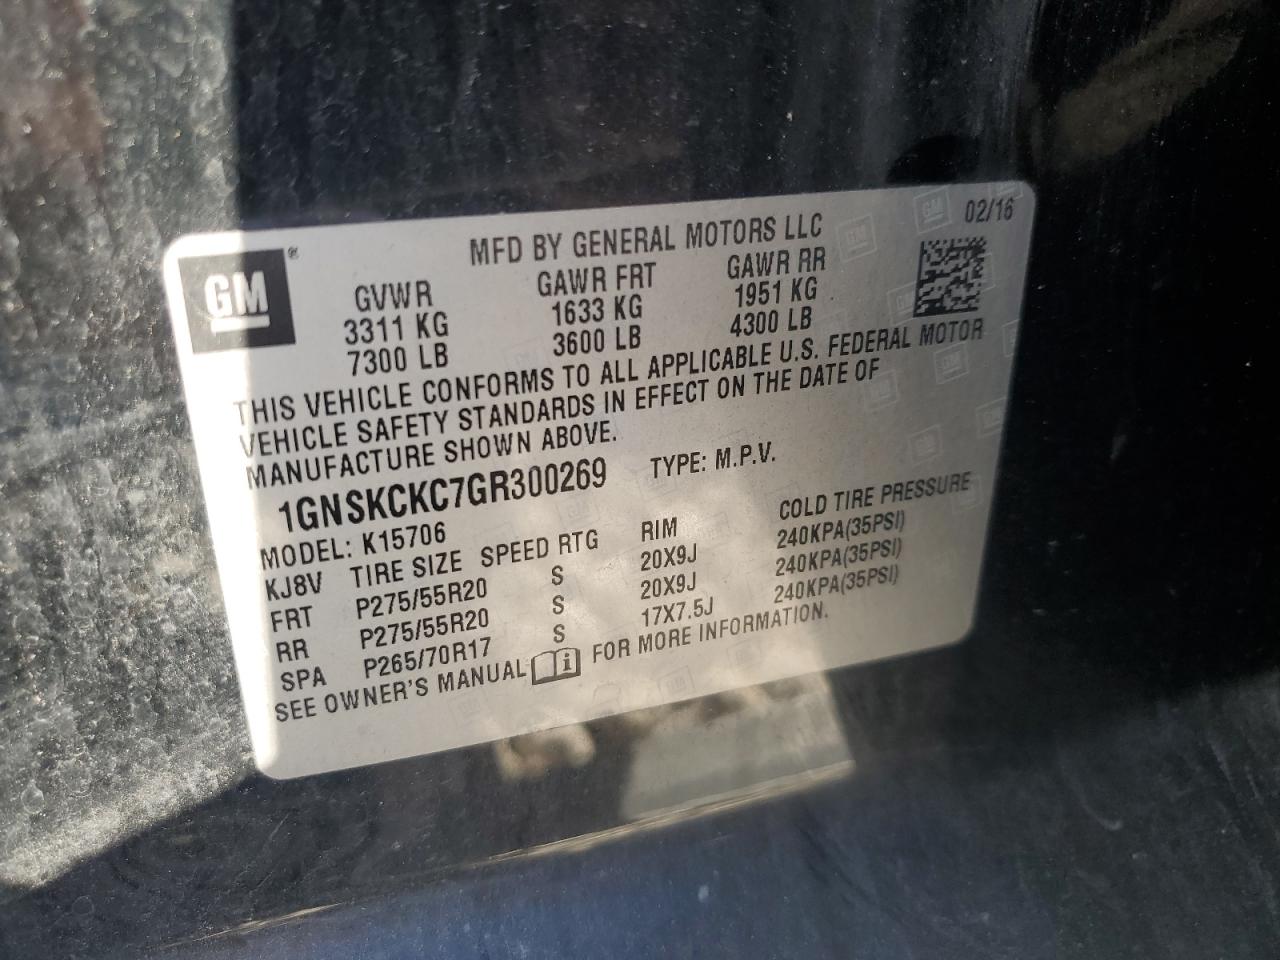 02/16
GM ®
MFD BY GENERAL MOTORS LLC
GVWR GAWR FRT GAWR RR
3311 KG 1633 KG 1951 KG
7300 LB 3600 LB 4300 LB
THIS VEHICLE CONFORMS TO ALL APPLICABLE U.S. FEDERAL MOTOR
VEHICLE SAFETY STANDARDS IN EFFECT ON THE DATE OF
MANUFACTURE SHOWN ABOVE.
1GNSKCKC7GR300269 TYPE: M.P.V.
MODEL: K15706
KJ8V TIRE SIZE SPEED RTG RIM COLD TIRE PRESSURE
FRT P275/55R20 S 20X9J 240KPA(35PSI)
RR P275/55R20 S 20X9J 240KPA(35PSI)
SPA P265/70R17 S 17X7.5J 240KPA(35PSI)
SEE OWNER'S MANUAL i FOR MORE INFORMATION.